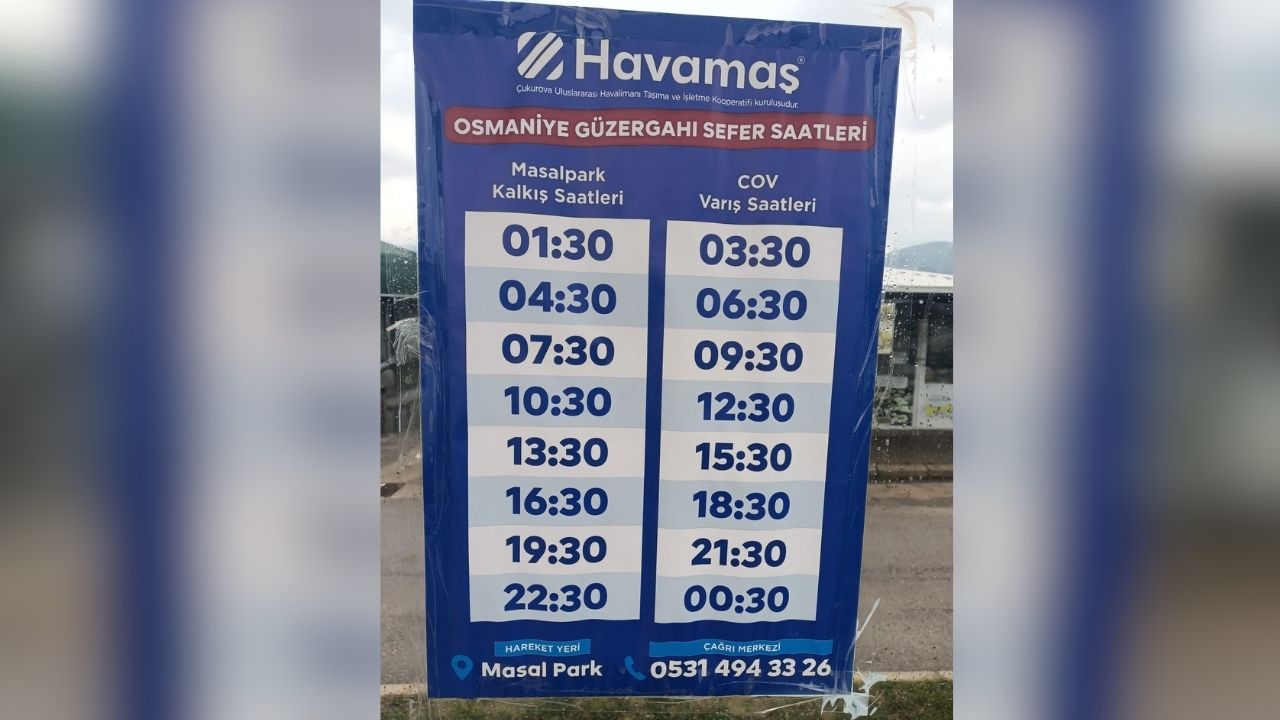 Havamaş®
Çukurova Uluslararası Havalimanı Taşıma ve İşletme Kooperatifi kuruluşudur.
OSMANİYE GÜZERGAHI SEFER SAATLERİ
Masalpark
Kalkış Saatleri
COV
Varış Saatleri
01:30 03:30
04:30 06:30
07:30 09:30
10:30 12:30
13:30 15:30
16:30 18:30
19:30 21:30
22:30 00:30
HAREKET YERİ
Masal Park
ÇAĞRI MERKEZİ
0531 494 33 26